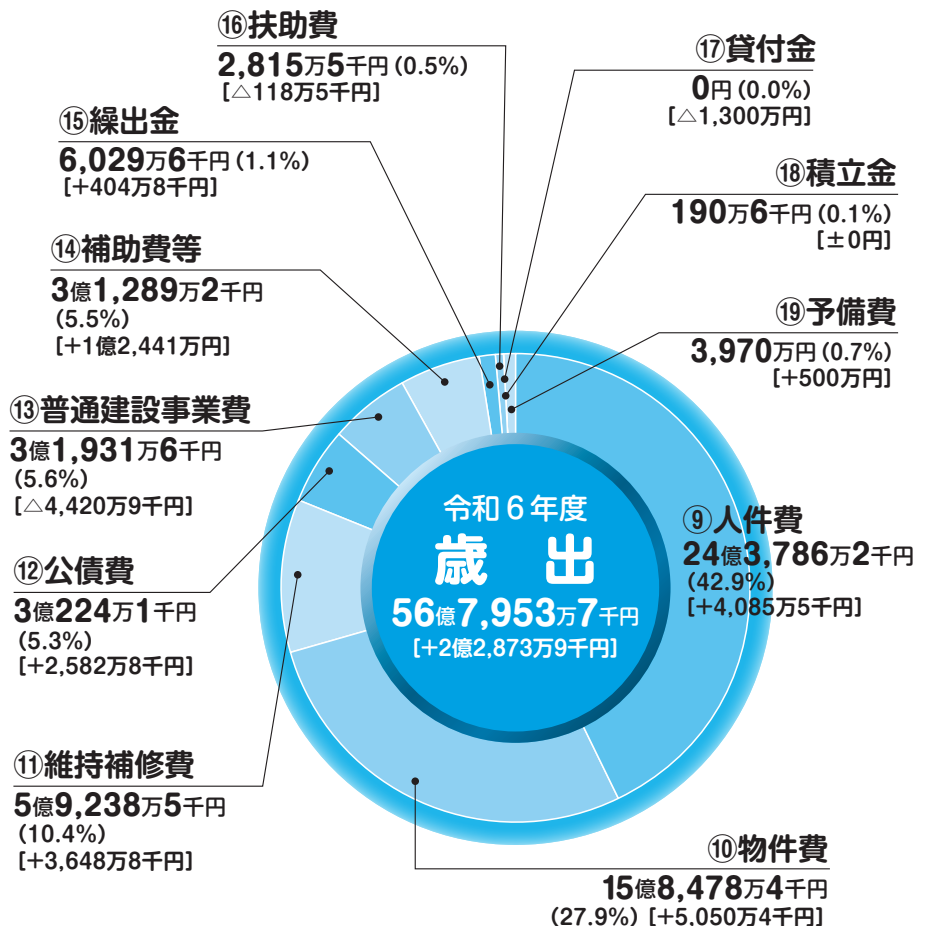 ⑯扶助費
2,815万5千円(0.5%)
[△118万5千円]
⑰貸付金
0円(0.0%)
[△1,300万円]
⑮繰出金
6,029万6千円(1.1%)
[+404万8千円]
⑱積立金
190万6千円(0.1%)
[±0円]
⑭補助費等
3億1,289万2千円
(5.5%)
[+1億2,441万円]
⑲予備費
3,970万円(0.7%)
[+500万円]
⑬普通建設事業費
3億1,931万6千円
(5.6%)
[△4,420万9千円]
令和6年度
歳出
56億7,953万7千円
[+2億2,873万9千円]
⑨人件費
24億3,786万2千円
(42.9%)
[+4,085万5千円]
⑫公債費
3億224万1千円
(5.3%)
[+2,582万8千円]
⑪維持補修費
5億9,238万5千円
(10.4%)
[+3,648万8千円]
⑩物件費
15億8,478万4千円
(27.9%) [+5,050万4千円]